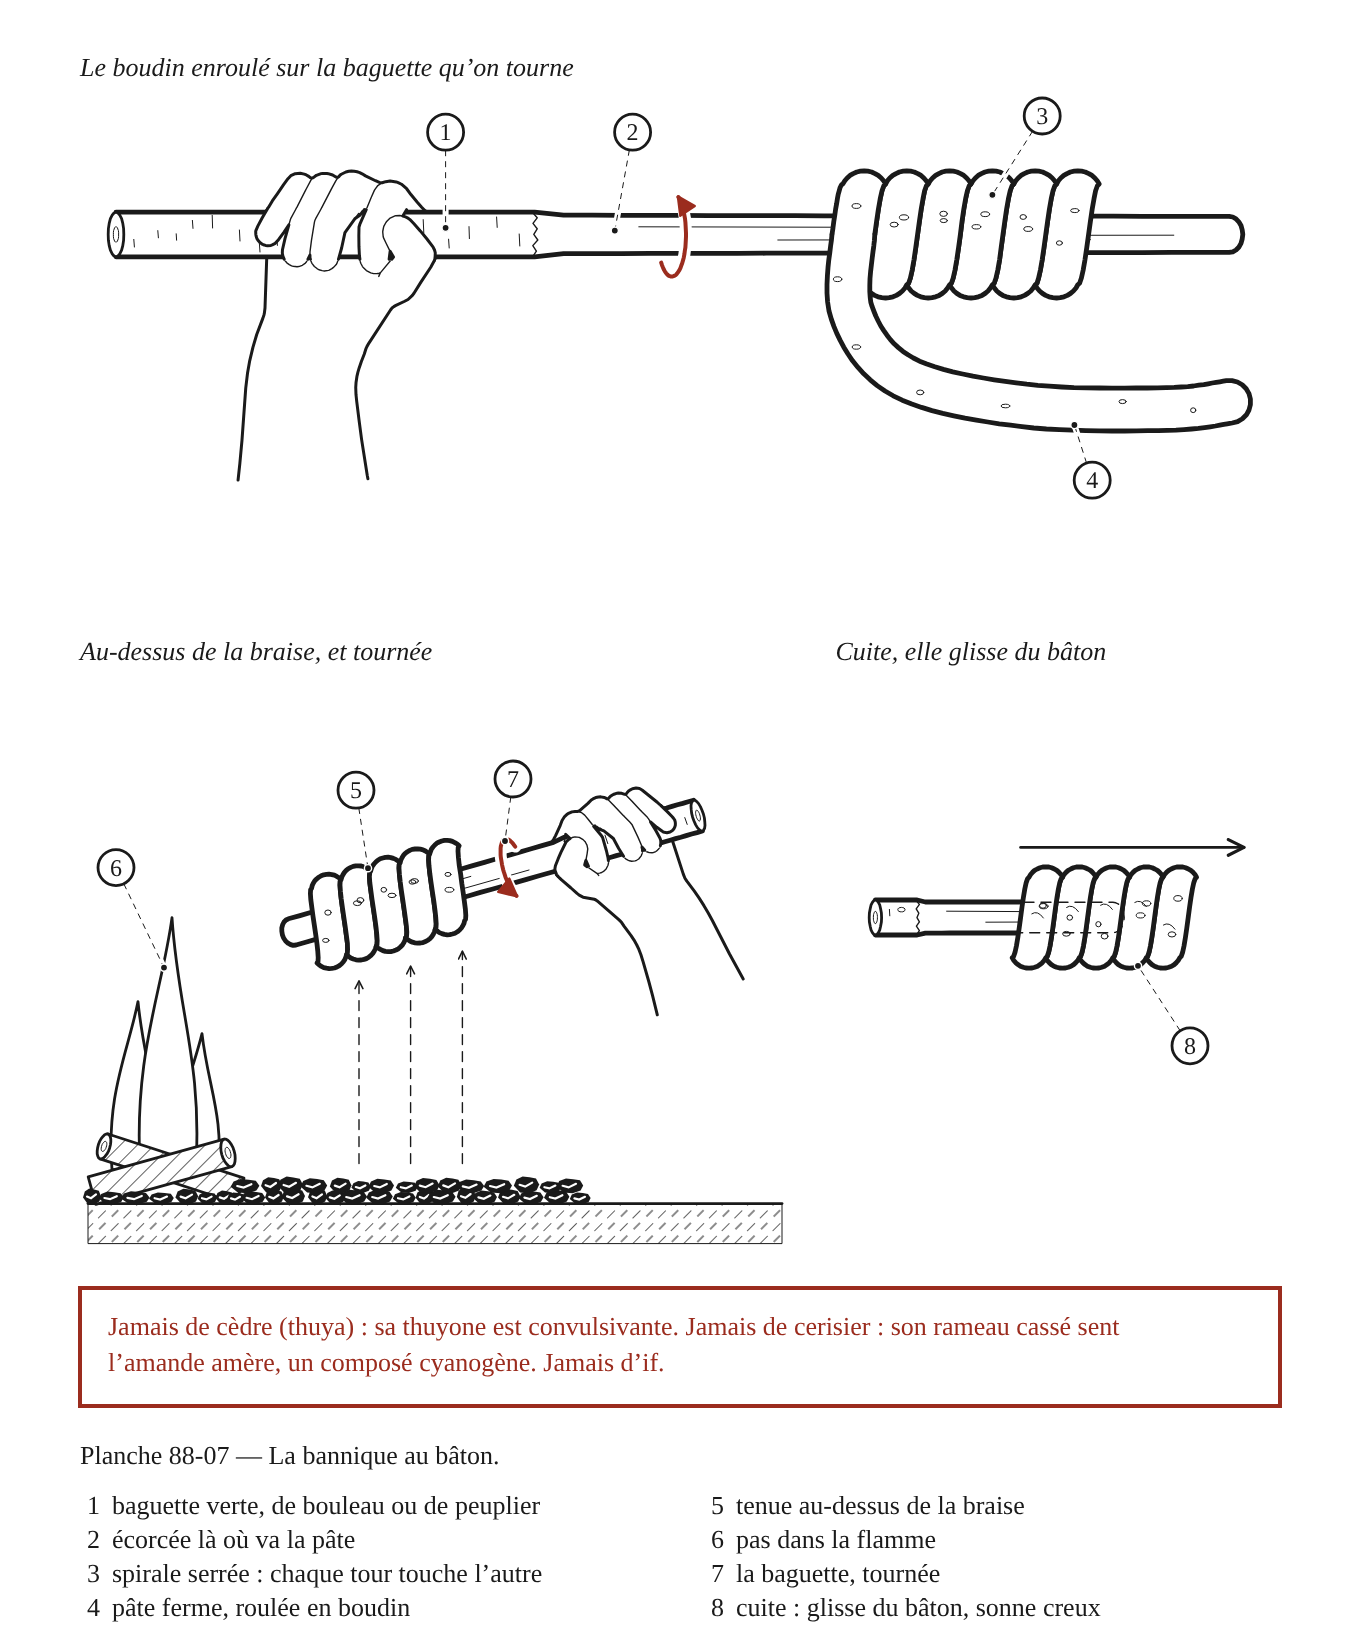 Le boudin enroulé sur la baguette qu’on tourne
1
2
3
4
Au-dessus de la braise, et tournée
Cuite, elle glisse du bâton
5
7
6
8
Jamais de cèdre (thuya) : sa thuyone est convulsivante. Jamais de cerisier : son rameau cassé sent
l’amande amère, un composé cyanogène. Jamais d’if.
Planche 88-07 — La bannique au bâton.
1 baguette verte, de bouleau ou de peuplier
2 écorcée là où va la pâte
3 spirale serrée : chaque tour touche l’autre
4 pâte ferme, roulée en boudin
5 tenue au-dessus de la braise
6 pas dans la flamme
7 la baguette, tournée
8 cuite : glisse du bâton, sonne creux